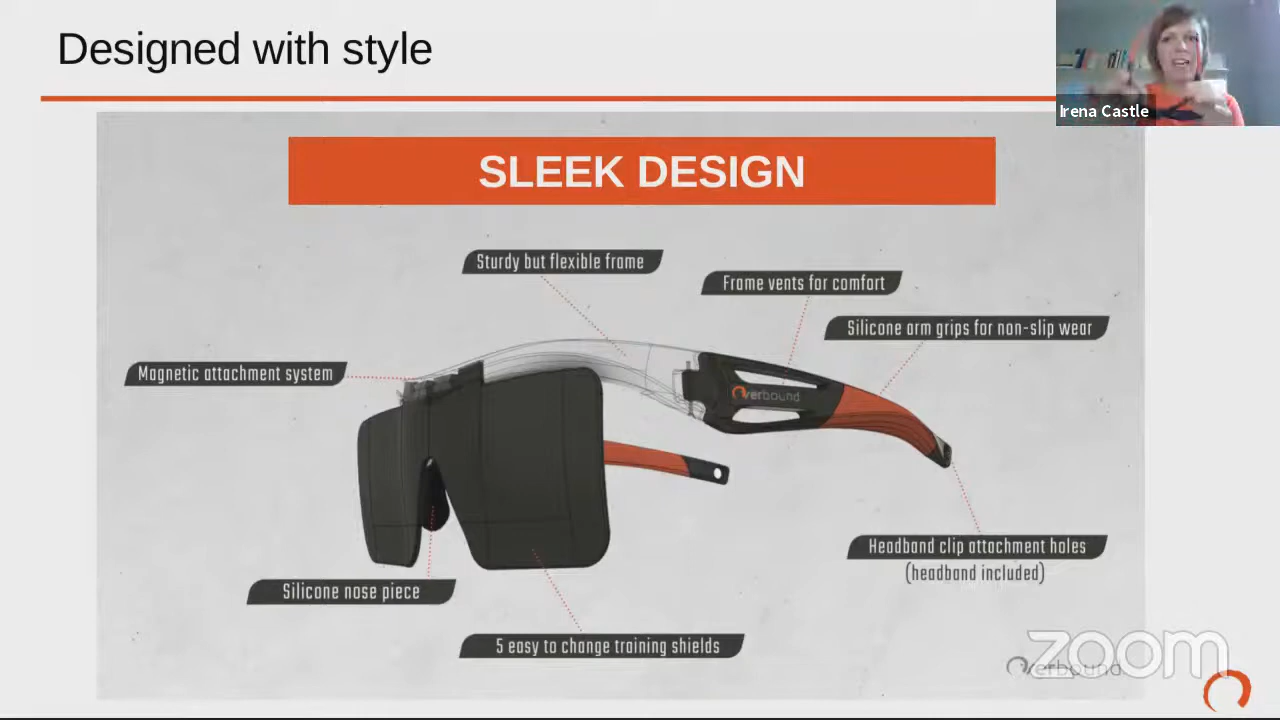 Designed with style
Irena Castle
SLEEK DESIGN
Sturdy but flexible frame
Frame vents for comfort
Silicone arm grips for non-slip wear
Magnetic attachment system
verbound
Headband clip attachment holes
(headband included)
Silicone nose piece
5 easy to change training shields
zoom
verbound